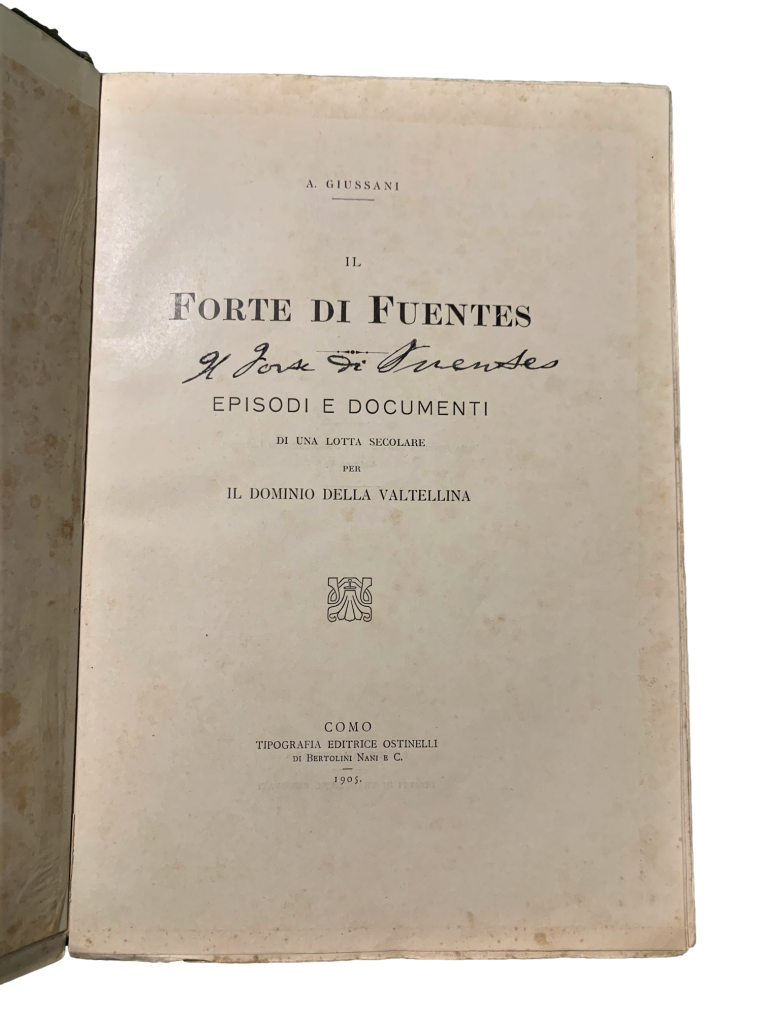 A. GIUSSANI
IL
FORTE DI FUENTES
Il Forte di Fuentes
EPISODI E DOCUMENTI
DI UNA LOTTA SECOLARE
PER
IL DOMINIO DELLA VALTELLINA
COMO
TIPOGRAFIA EDITRICE OSTINELLI
DI BERTOLINI NANI E C.
1905.